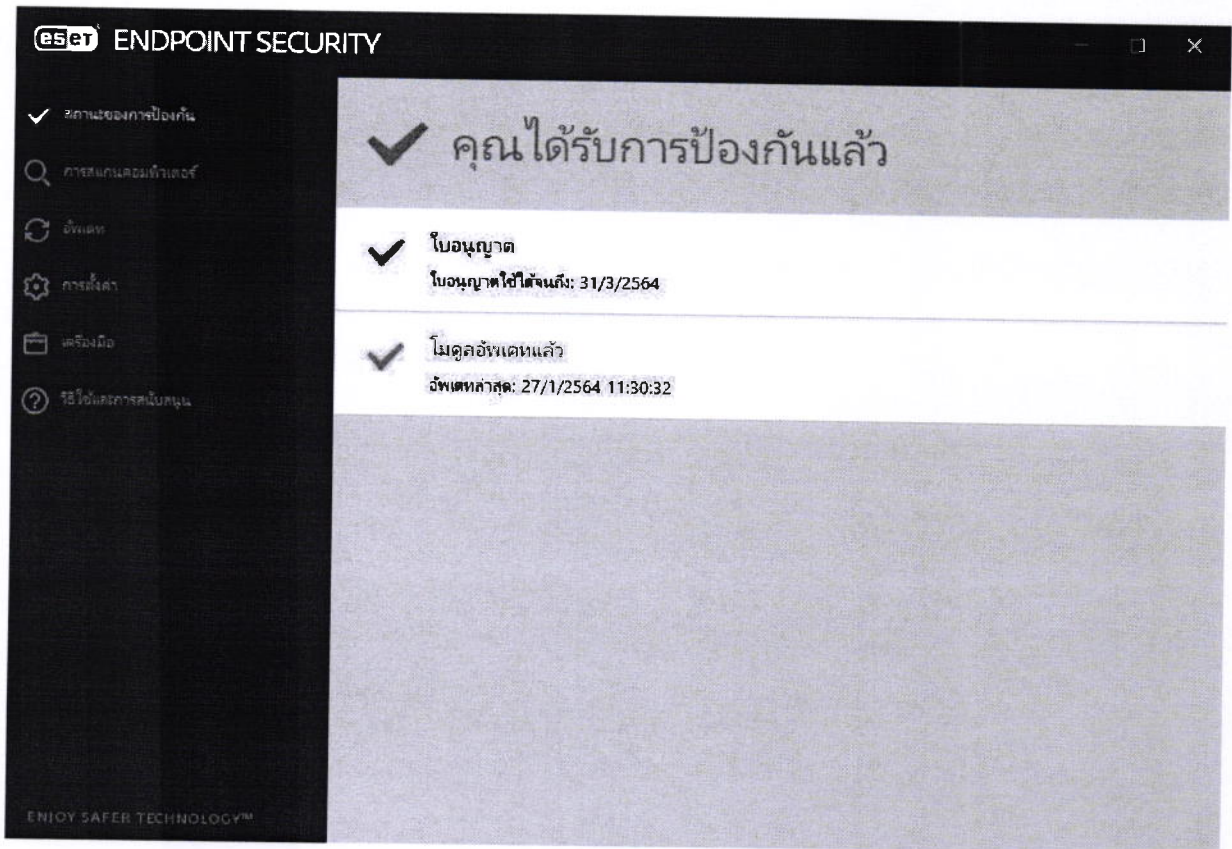 eset ENDPOINT SECURITY
สถานะของการป้องกัน
การสแกนคอมพิวเตอร์
อัพเดท
การตั้งค่า
เครื่องมือ
วิธีใช้และการสนับสนุน
ENJOY SAFER TECHNOLOGY™
คุณได้รับการป้องกันแล้ว
ใบอนุญาต
ใบอนุญาตใช้ได้จนถึง: 31/3/2564
โมดูลอัพเดทแล้ว
อัพเดทล่าสุด: 27/1/2564 11:30:32